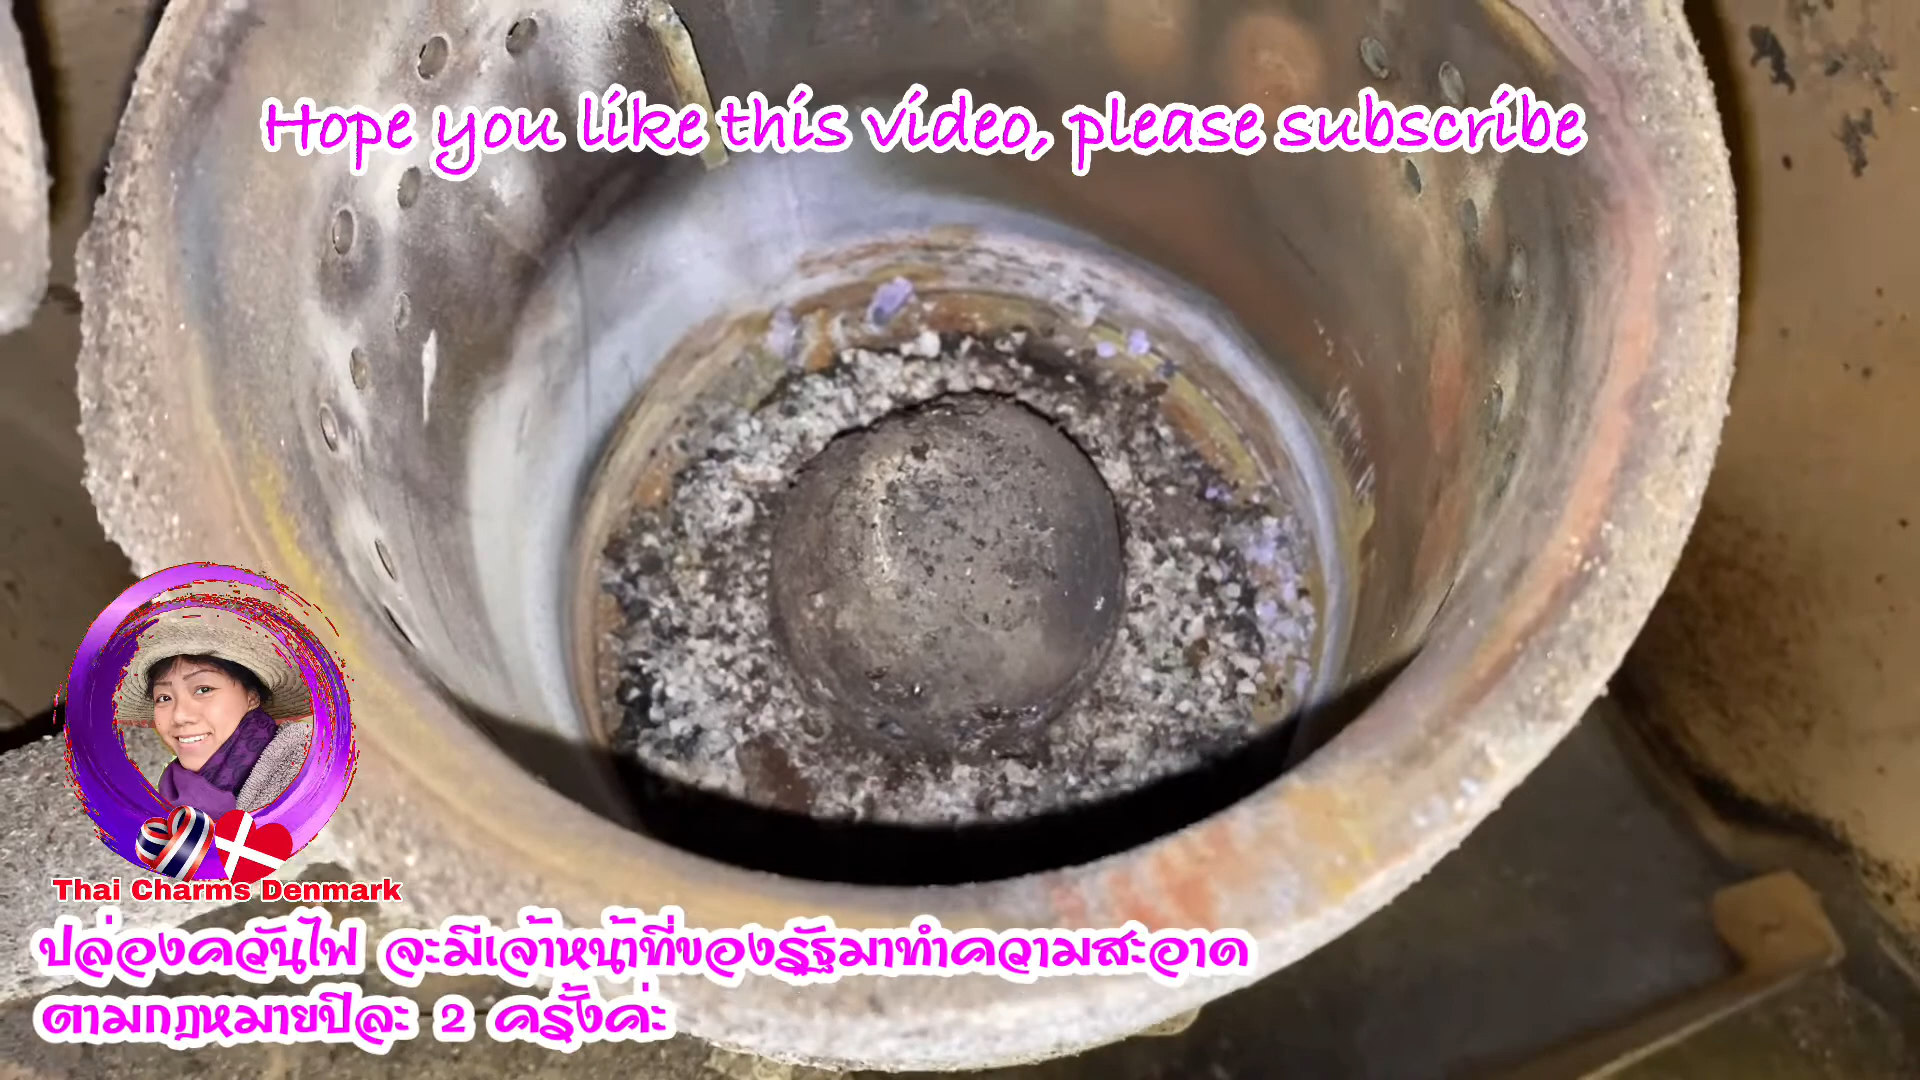 Hope you like this video, please subscribe
Thai Charms Denmark
ปล่องควันไฟ จะมีเจ้าหน้าที่ของรัฐมาทำความสะอาด
ตามกฎหมายปีละ 2 ครั้งค่ะ